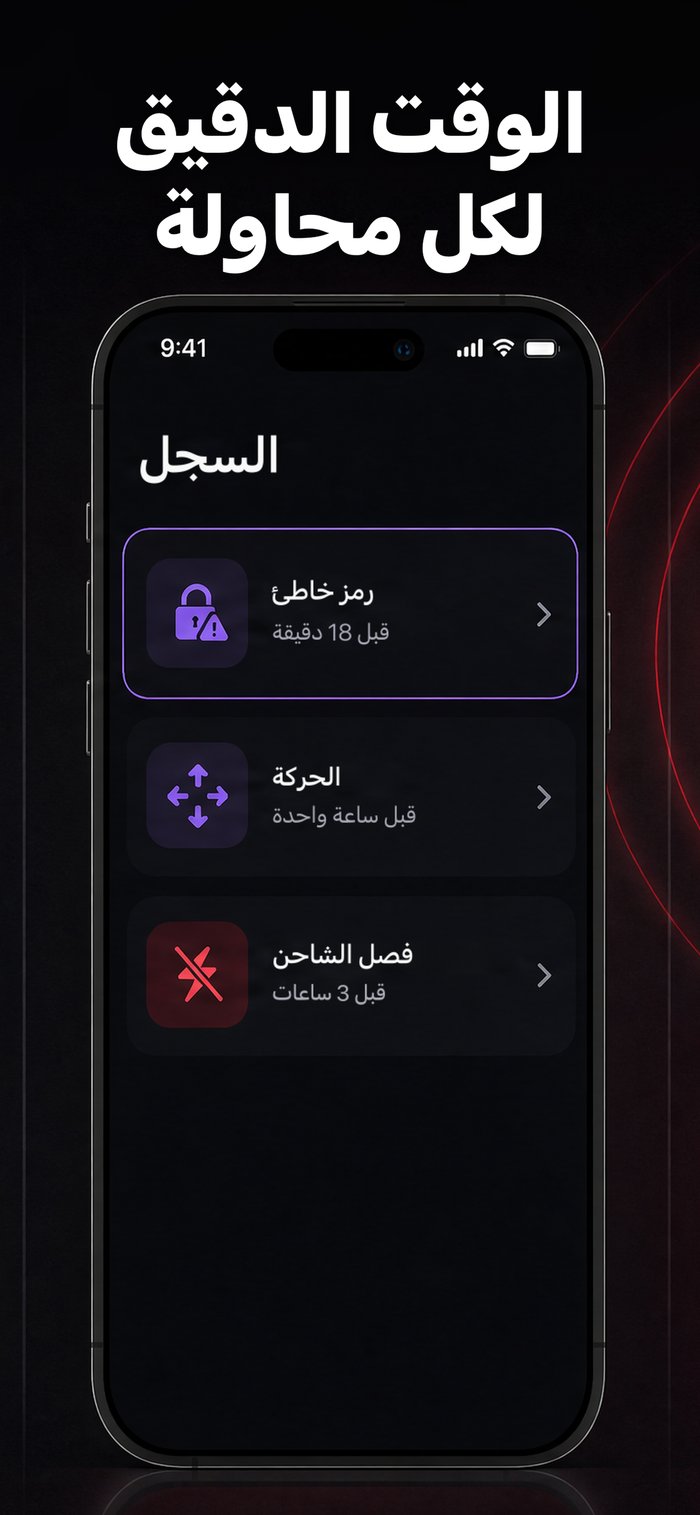 الوقت الدقيق
لكل محاولة
9:41
السجل
رمز خاطئ
قبل 18 دقيقة
الحركة
قبل ساعة واحدة
فصل الشاحن
قبل 3 ساعات